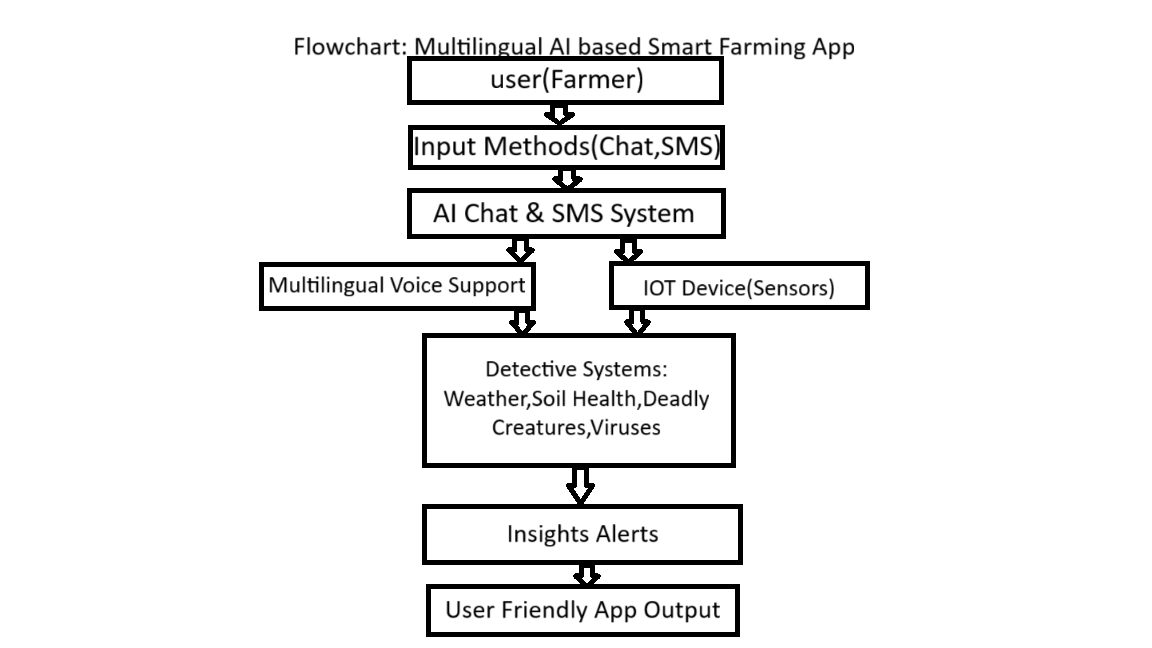 Flowchart: Multilingual AI based Smart Farming App
user(Farmer)
Input Methods(Chat,SMS)
AI Chat & SMS System
Multilingual Voice Support
IOT Device(Sensors)
Detective Systems:
Weather,Soil Health,Deadly
Creatures,Viruses
Insights Alerts
User Friendly App Output